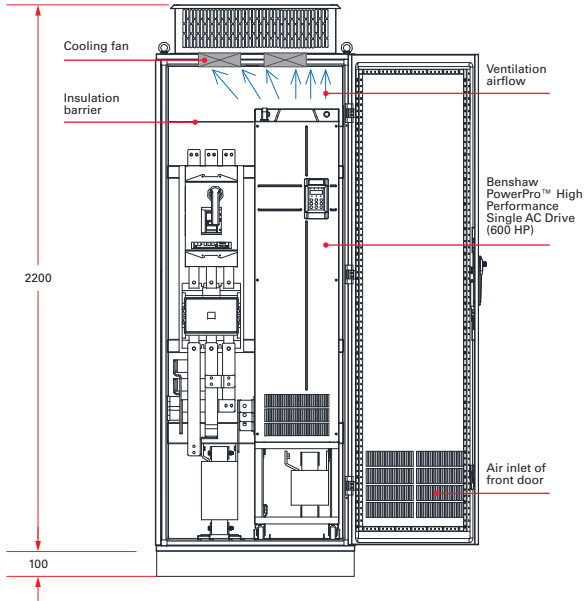 Cooling fan
Insulation
barrier
Ventilation
airflow
Benshaw
PowerPro™ High
Performance
Single AC Drive
(600 HP)
2200
Air inlet of
front door
100